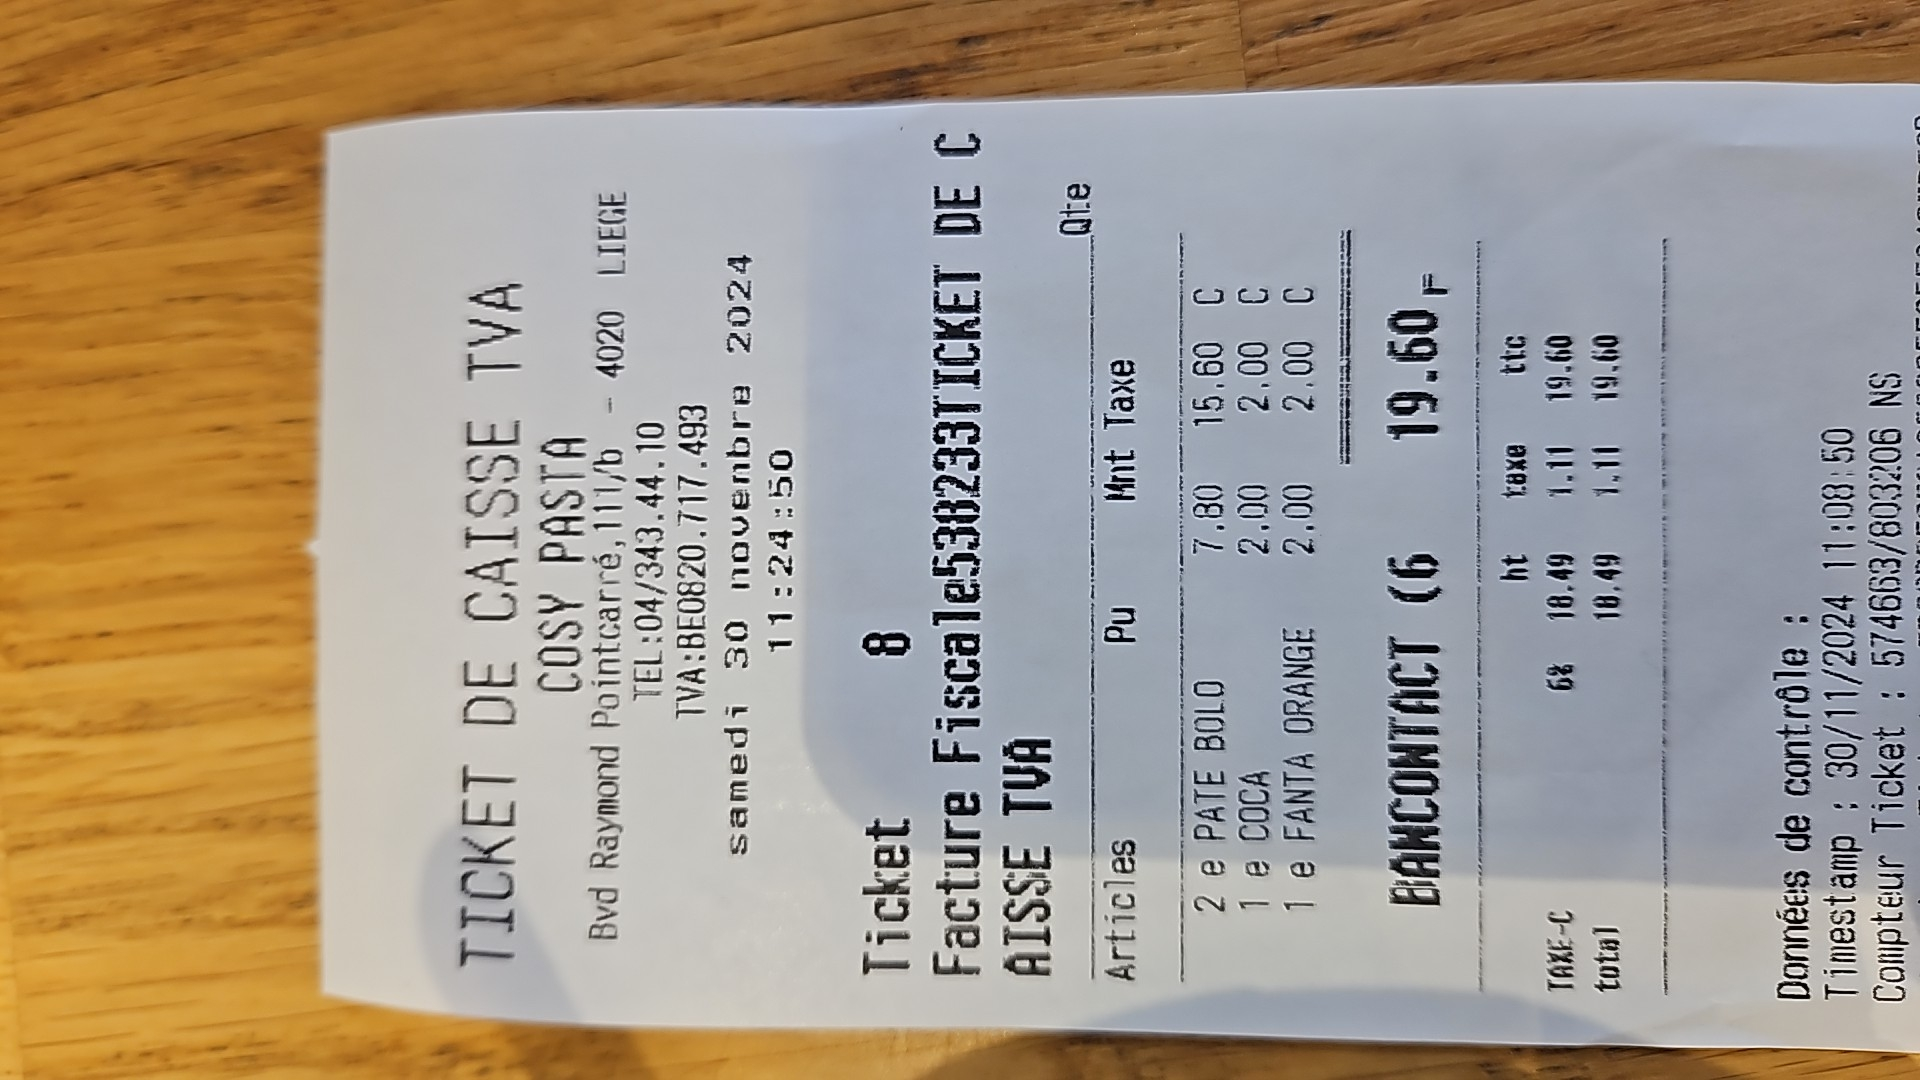 TICKET DE CAISSE TVA
COSY PASTA
Bvd Raymond Pointcarré,111/b - 4020 LIEGE
TEL:04/343.44.10
TVA:BE0820.717.493
samedi 30 novembre 2024
11:24:50
Ticket 8
Facture Fiscale538233TICKET DE C
AISSE TVA
Qte
Articles Pu Mnt Taxe
2 e PATE BOLO 7.80 15.60 C
1 e COCA 2.00 2.00 C
1 e FANTA ORANGE 2.00 2.00 C
BANCONTACT (6 19.60 F
ht taxe ttc
TAXE-C 6% 18.49 1.11 19.60
total 18.49 1.11 19.60
Données de contrôle :
Timestamp : 30/11/2024 11:08:50
Compteur Ticket : 574663/803206 NS